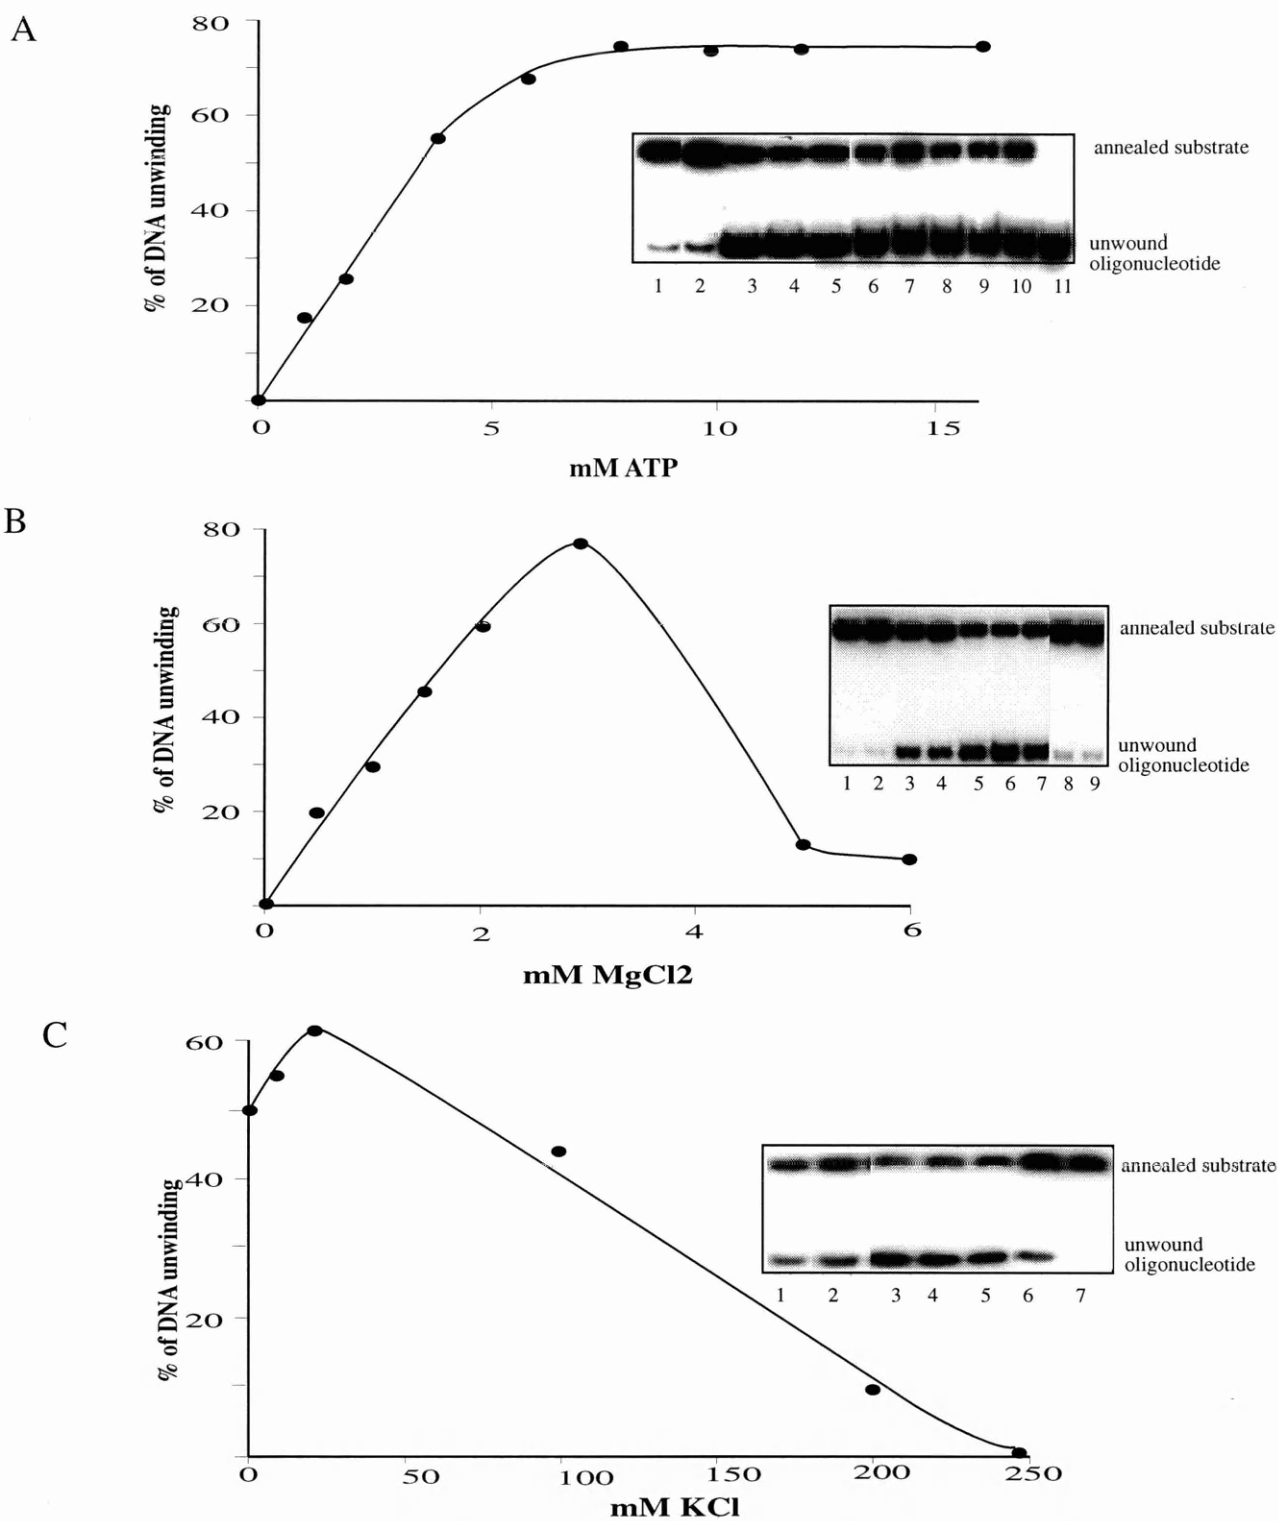 A
80
60
40
20
% of DNA unwinding
annealed substrate
unwound
oligonucleotide
1 2 3 4 5 6 7 8 9 10 11
0 5 10 15
mM ATP
B
80
60
40
20
% of DNA unwinding
annealed substrate
unwound
oligonucleotide
1 2 3 4 5 6 7 8 9
0 2 4 6
mM MgCl2
C
60
40
20
% of DNA unwinding
annealed substrate
unwound
oligonucleotide
1 2 3 4 5 6 7
0 50 100 150 200 250
mM KCl